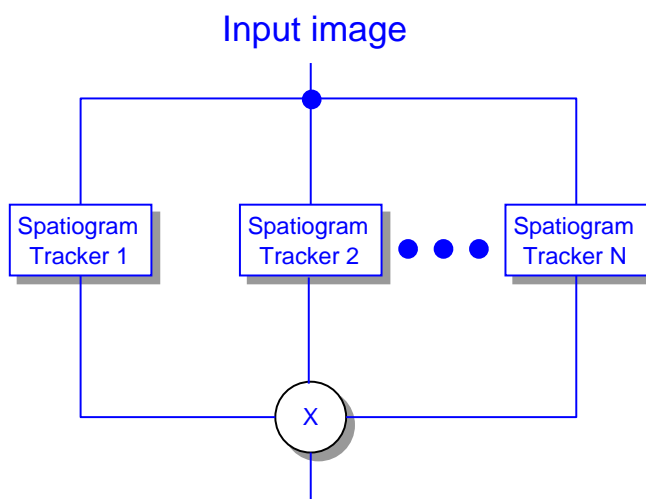 Input image
Spatiogram
Tracker 1
Spatiogram
Tracker 2
Spatiogram
Tracker N
X